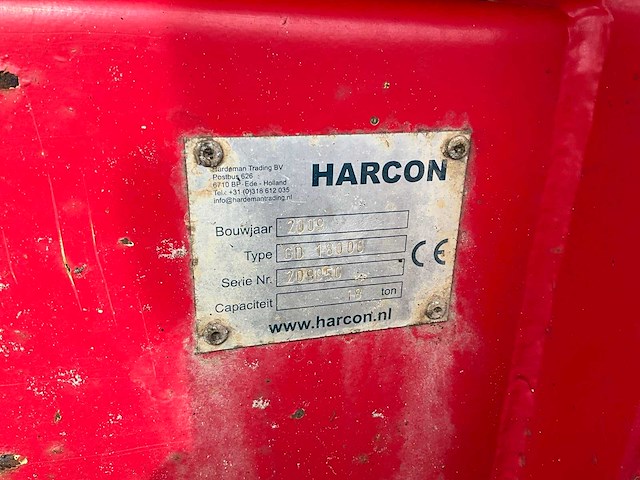 Hardeman Trading BV
Postbus 626
6710 BP Ede - Holland
Tel.: +31 (0)318 612 035
info@hardemantrading.nl
HARCON
Bouwjaar
Type
Serie Nr.
Capaciteit ton
CE
www.harcon.nl